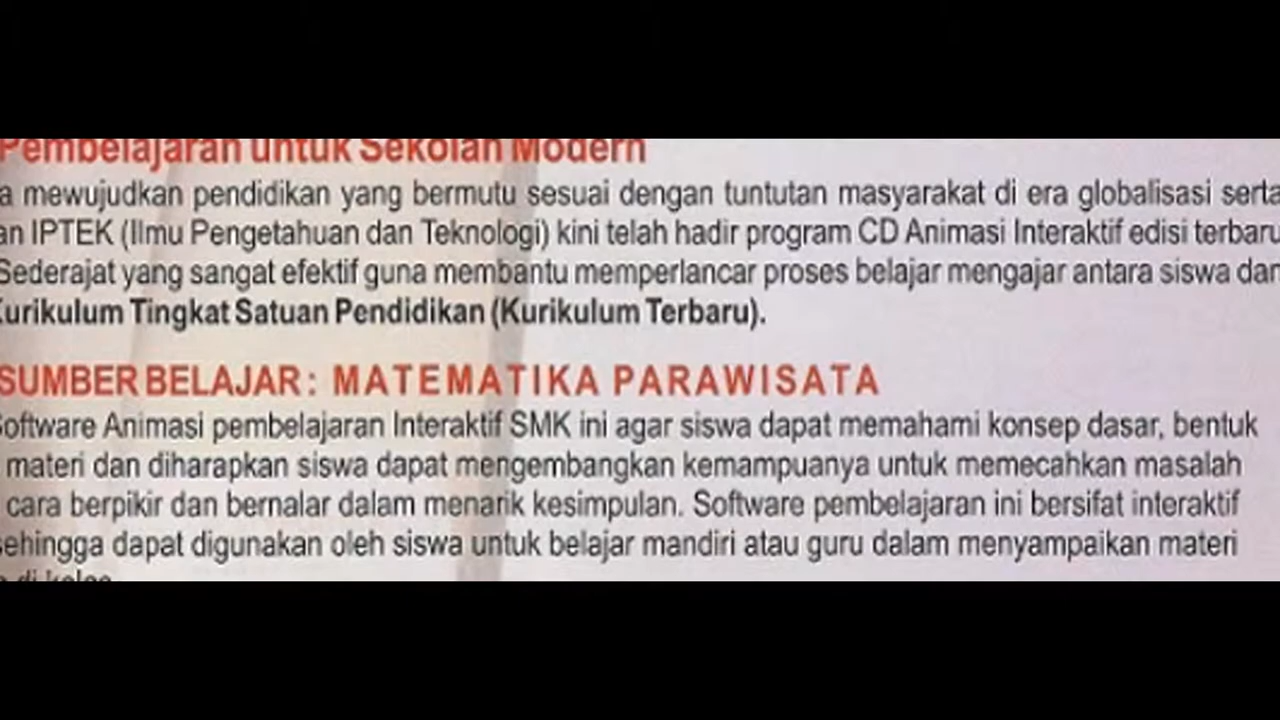 Pembelajaran untuk Sekolah Modern
a mewujudkan pendidikan yang bermutu sesuai dengan tuntutan masyarakat di era globalisasi serta
an IPTEK (Ilmu Pengetahuan dan Teknologi) kini telah hadir program CD Animasi Interaktif edisi terbaru
Sederajat yang sangat efektif guna membantu memperlancar proses belajar mengajar antara siswa dan
Kurikulum Tingkat Satuan Pendidikan (Kurikulum Terbaru).
SUMBER BELAJAR : MATEMATIKA PARAWISATA
Software Animasi pembelajaran Interaktif SMK ini agar siswa dapat memahami konsep dasar, bentuk
materi dan diharapkan siswa dapat mengembangkan kemampuanya untuk memecahkan masalah
cara berpikir dan bernalar dalam menarik kesimpulan. Software pembelajaran ini bersifat interaktif
sehingga dapat digunakan oleh siswa untuk belajar mandiri atau guru dalam menyampaikan materi
di kelas